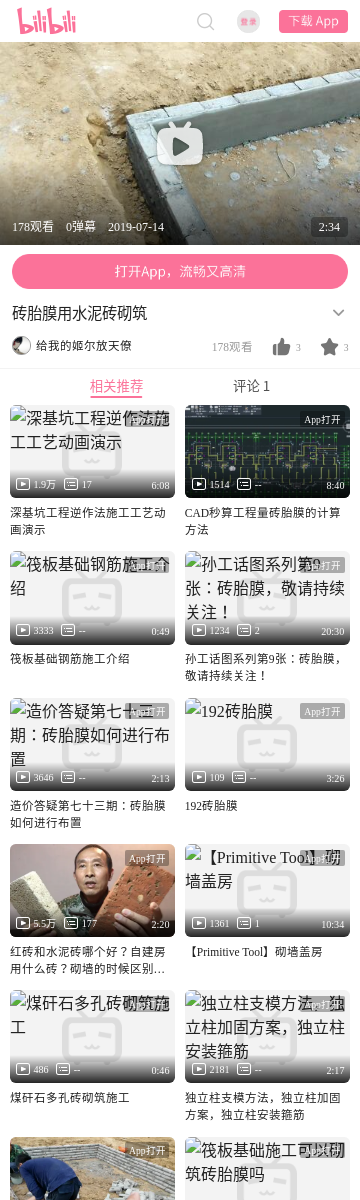 bilibili
登录
下载 App
178观看 0弹幕 2019-07-14 2:34
打开App，流畅又高清
砖胎膜用水泥砖砌筑
给我的姬尔放天僚 178观看 3 3
相关推荐 评论 1
深基坑工程逆作法施工工艺动画演示
App打开
1.9万 17 6:08
深基坑工程逆作法施工工艺动
画演示
App打开
1514 -- 8:40
CAD秒算工程量砖胎膜的计算
方法
筏板基础钢筋施工介绍
App打开
3333 -- 0:49
筏板基础钢筋施工介绍
孙工话图系列第9张：砖胎膜，敬请持续关注！
App打开
1234 2 20:30
孙工话图系列第9张：砖胎膜，
敬请持续关注！
造价答疑第七十三期：砖胎膜如何进行布置
App打开
3646 -- 2:13
造价答疑第七十三期：砖胎膜
如何进行布置
192砖胎膜
App打开
109 -- 3:26
192砖胎膜
App打开
5.5万 177 2:20
红砖和水泥砖哪个好？自建房
用什么砖？砌墙的时候区别…
【Primitive Tool】砌墙盖房
App打开
1361 1 10:34
【Primitive Tool】砌墙盖房
煤矸石多孔砖砌筑施工
App打开
486 -- 0:46
煤矸石多孔砖砌筑施工
独立柱支模方法，独立柱加固方案，独立柱安装箍筋
App打开
2181 -- 2:17
独立柱支模方法，独立柱加固
方案，独立柱安装箍筋
App打开
筏板基础施工可以砌筑砖胎膜吗
App打开